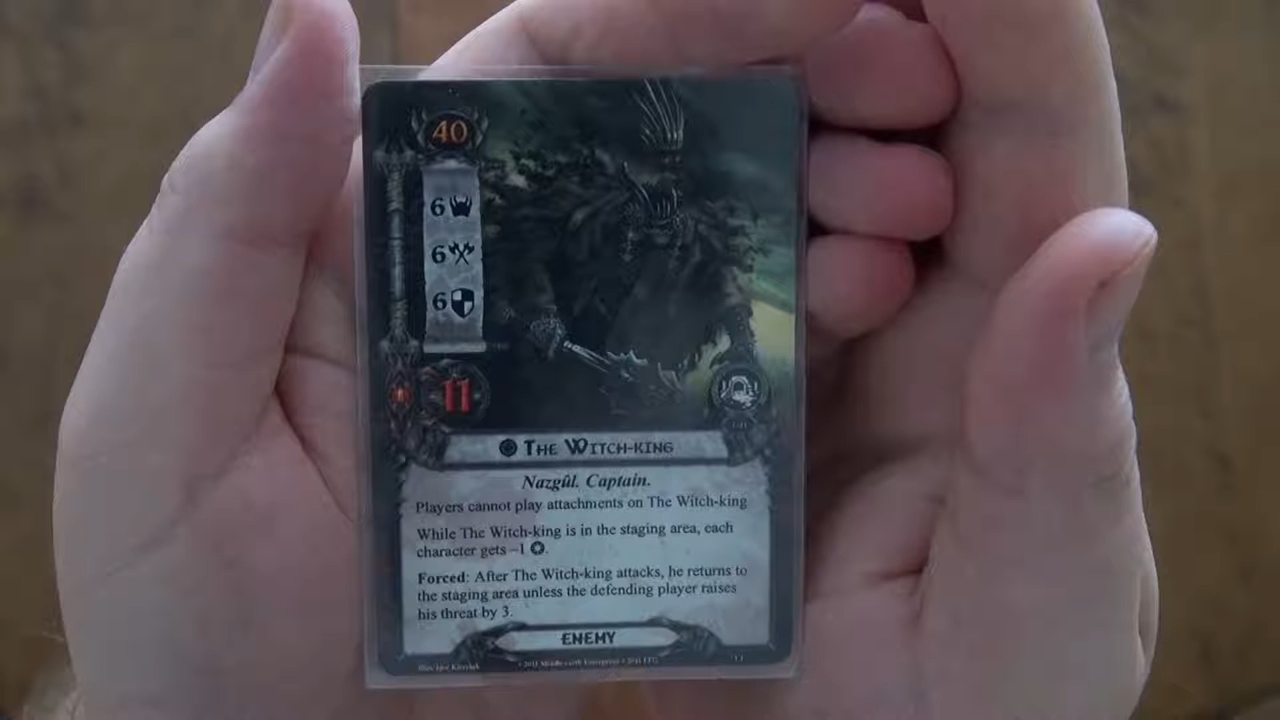 40
6
6
6
11
The Witch-king
Nazgûl. Captain.
Players cannot play attachments on The Witch-king
While The Witch-king is in the staging area, each
character gets –1 .
Forced: After The Witch-king attacks, he returns to
the staging area unless the defending player raises
his threat by 3.
ENEMY